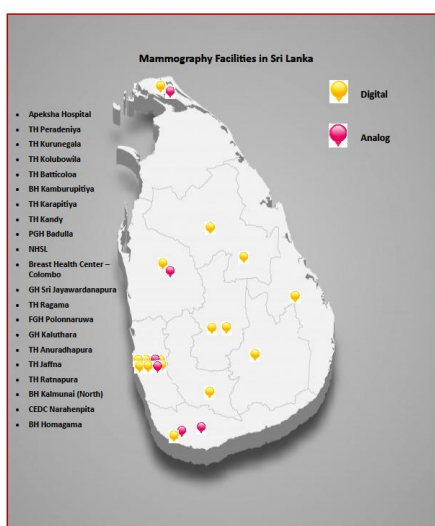 Mammography Facilities in Sri Lanka
Digital
Analog
• Apeksha Hospital
• TH Peradeniya
• TH Kurunegala
• TH Kolubowila
• TH Batticoloa
• BH Kamburupitiya
• TH Karapitiya
• TH Kandy
• PGH Badulla
• NHSL
• Breast Health Center –
Colombo
• GH Sri Jayawardanapura
• TH Ragama
• FGH Polonnaruwa
• GH Kaluthara
• TH Anuradhapura
• TH Jaffna
• TH Ratnapura
• BH Kalmunai (North)
• CEDC Narahenpita
• BH Homagama